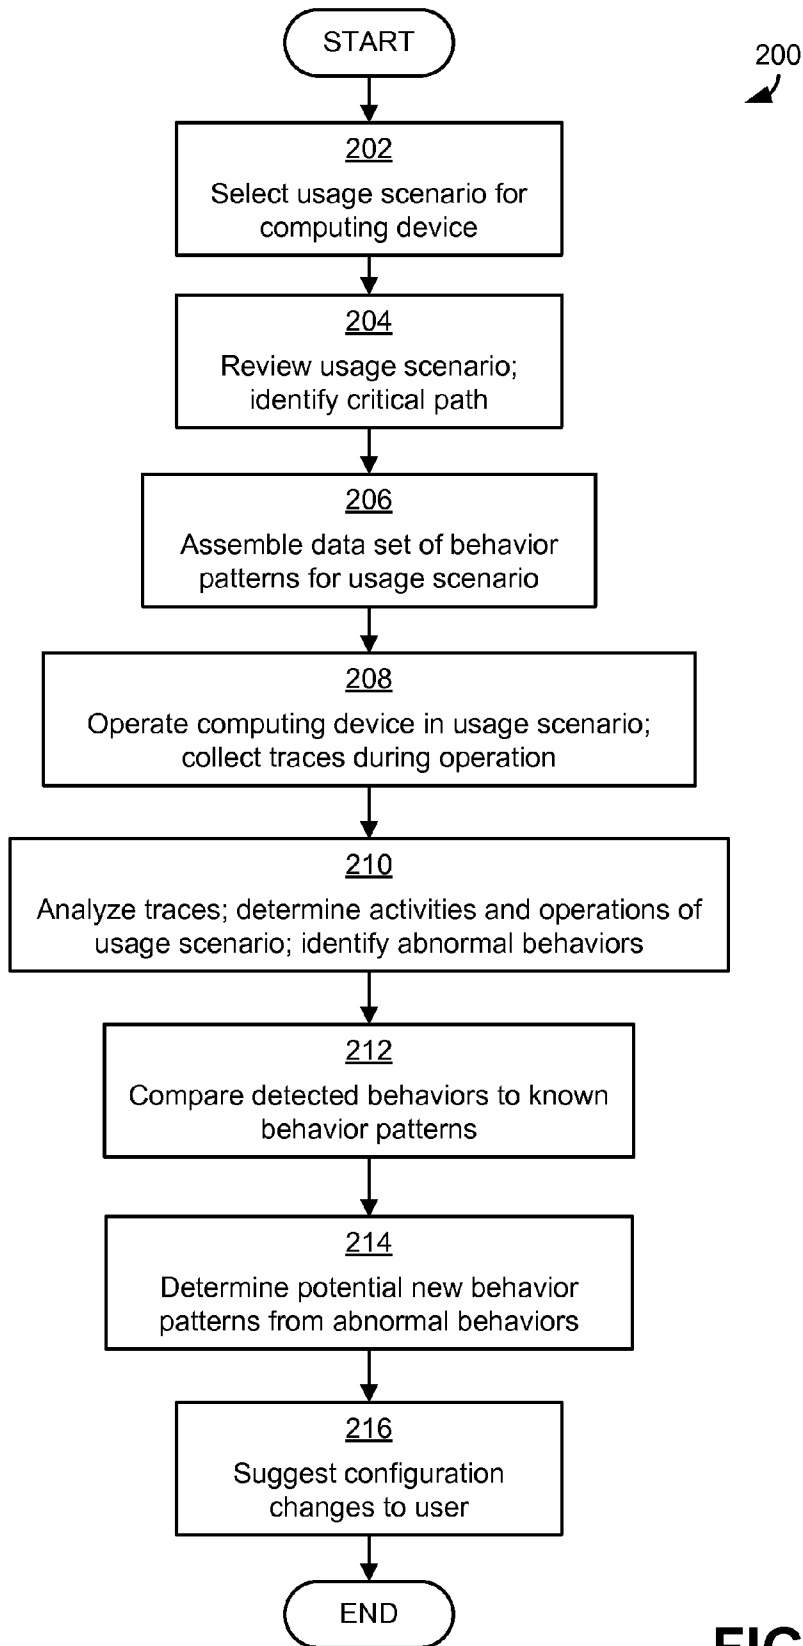 START
200
202
Select usage scenario for
computing device
204
Review usage scenario;
identify critical path
206
Assemble data set of behavior
patterns for usage scenario
208
Operate computing device in usage scenario;
collect traces during operation
210
Analyze traces; determine activities and operations of
usage scenario; identify abnormal behaviors
212
Compare detected behaviors to known
behavior patterns
214
Determine potential new behavior
patterns from abnormal behaviors
216
Suggest configuration
changes to user
END
FIG